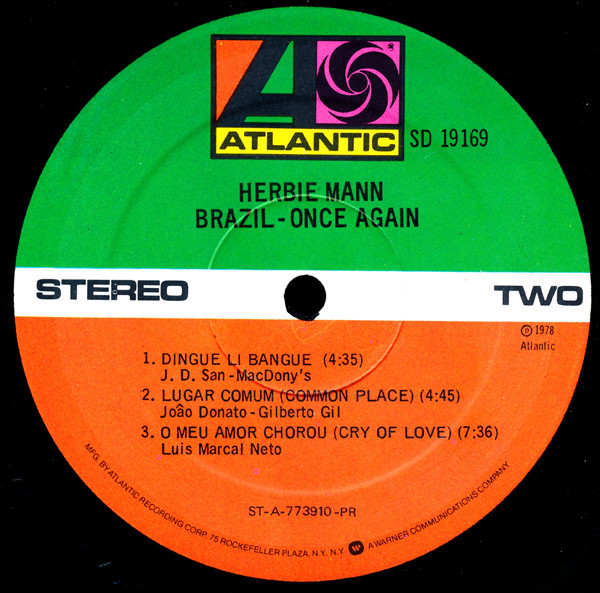 ATLANTIC
SD 19169
HERBIE MANN
BRAZIL - ONCE AGAIN
STEREO
TWO
Ⓟ 1978
Atlantic
1. DINGUE LI BANGUE (4:35)
J. D. San - MacDony's
2. LUGAR COMUM (COMMON PLACE) (4:45)
Joâo Donato - Gilberto Gil
3. O MEU AMOR CHOROU (CRY OF LOVE) (7:36)
Luis Marcal Neto
ST-A-773910-PR
MFG. BY ATLANTIC RECORDING CORP. 75 ROCKEFELLER PLAZA, N.Y. N.Y. A WARNER COMMUNICATIONS COMPANY